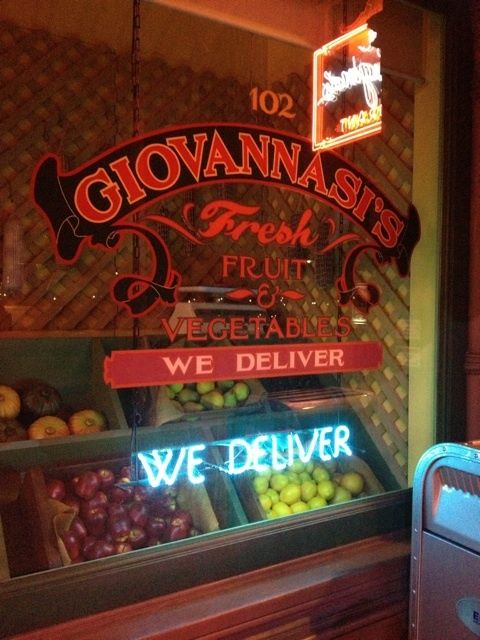 102
GIOVANNASI'S
Fresh
FRUIT
&
VEGETABLES
WE DELIVER
WE DELIVER